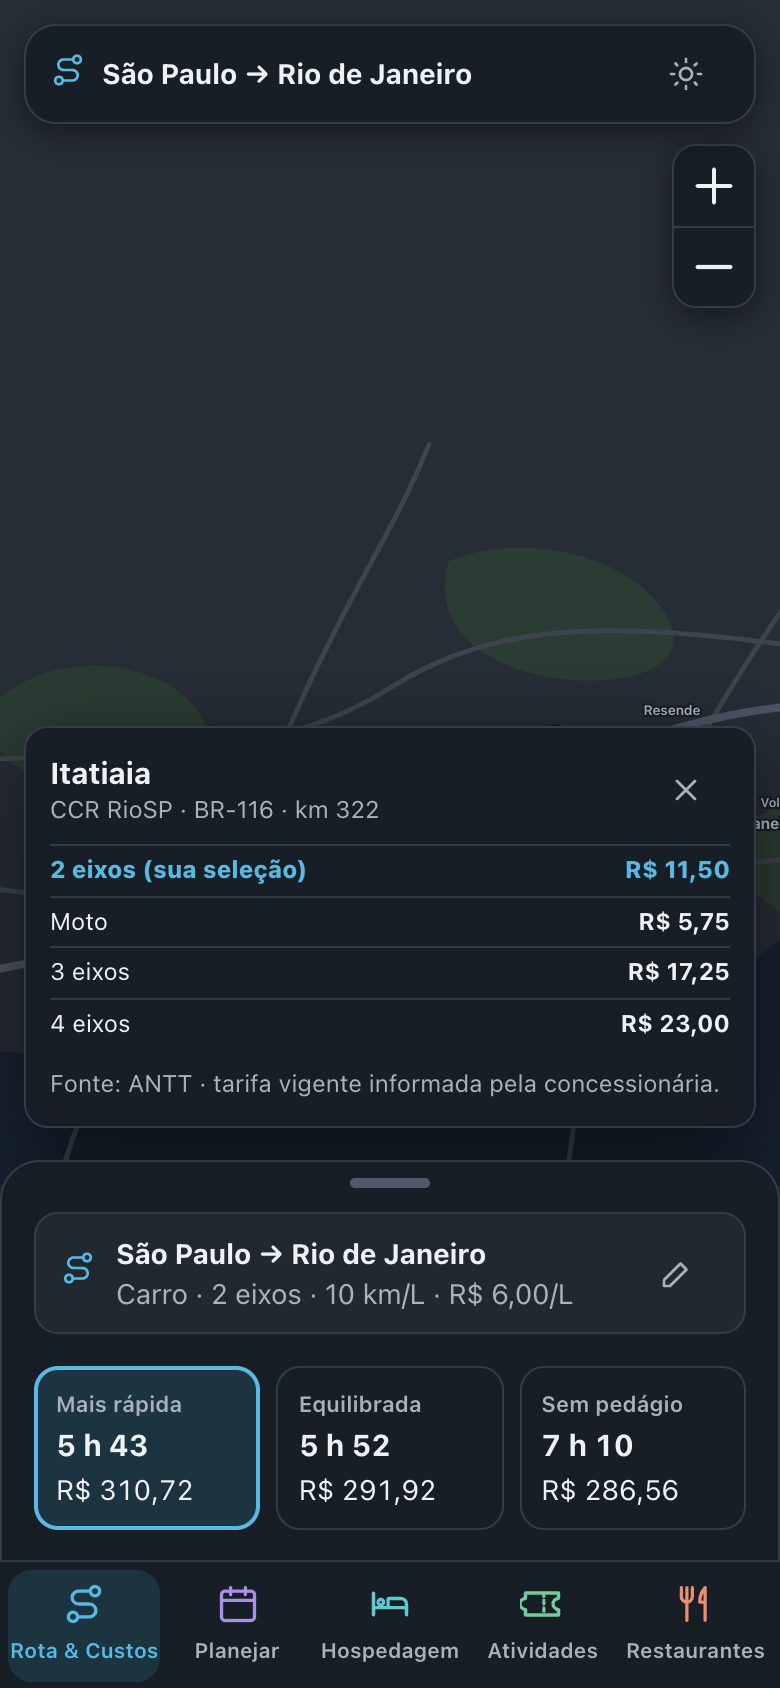 São Paulo → Rio de Janeiro
Resende
Itatiaia
CCR RioSP · BR-116 · km 322
2 eixos (sua seleção) R$ 11,50
Moto R$ 5,75
3 eixos R$ 17,25
4 eixos R$ 23,00
Fonte: ANTT · tarifa vigente informada pela concessionária.
São Paulo → Rio de Janeiro
Carro · 2 eixos · 10 km/L · R$ 6,00/L
Mais rápida
5 h 43
R$ 310,72
Equilibrada
5 h 52
R$ 291,92
Sem pedágio
7 h 10
R$ 286,56
Rota & Custos
Planejar
Hospedagem
Atividades
Restaurantes